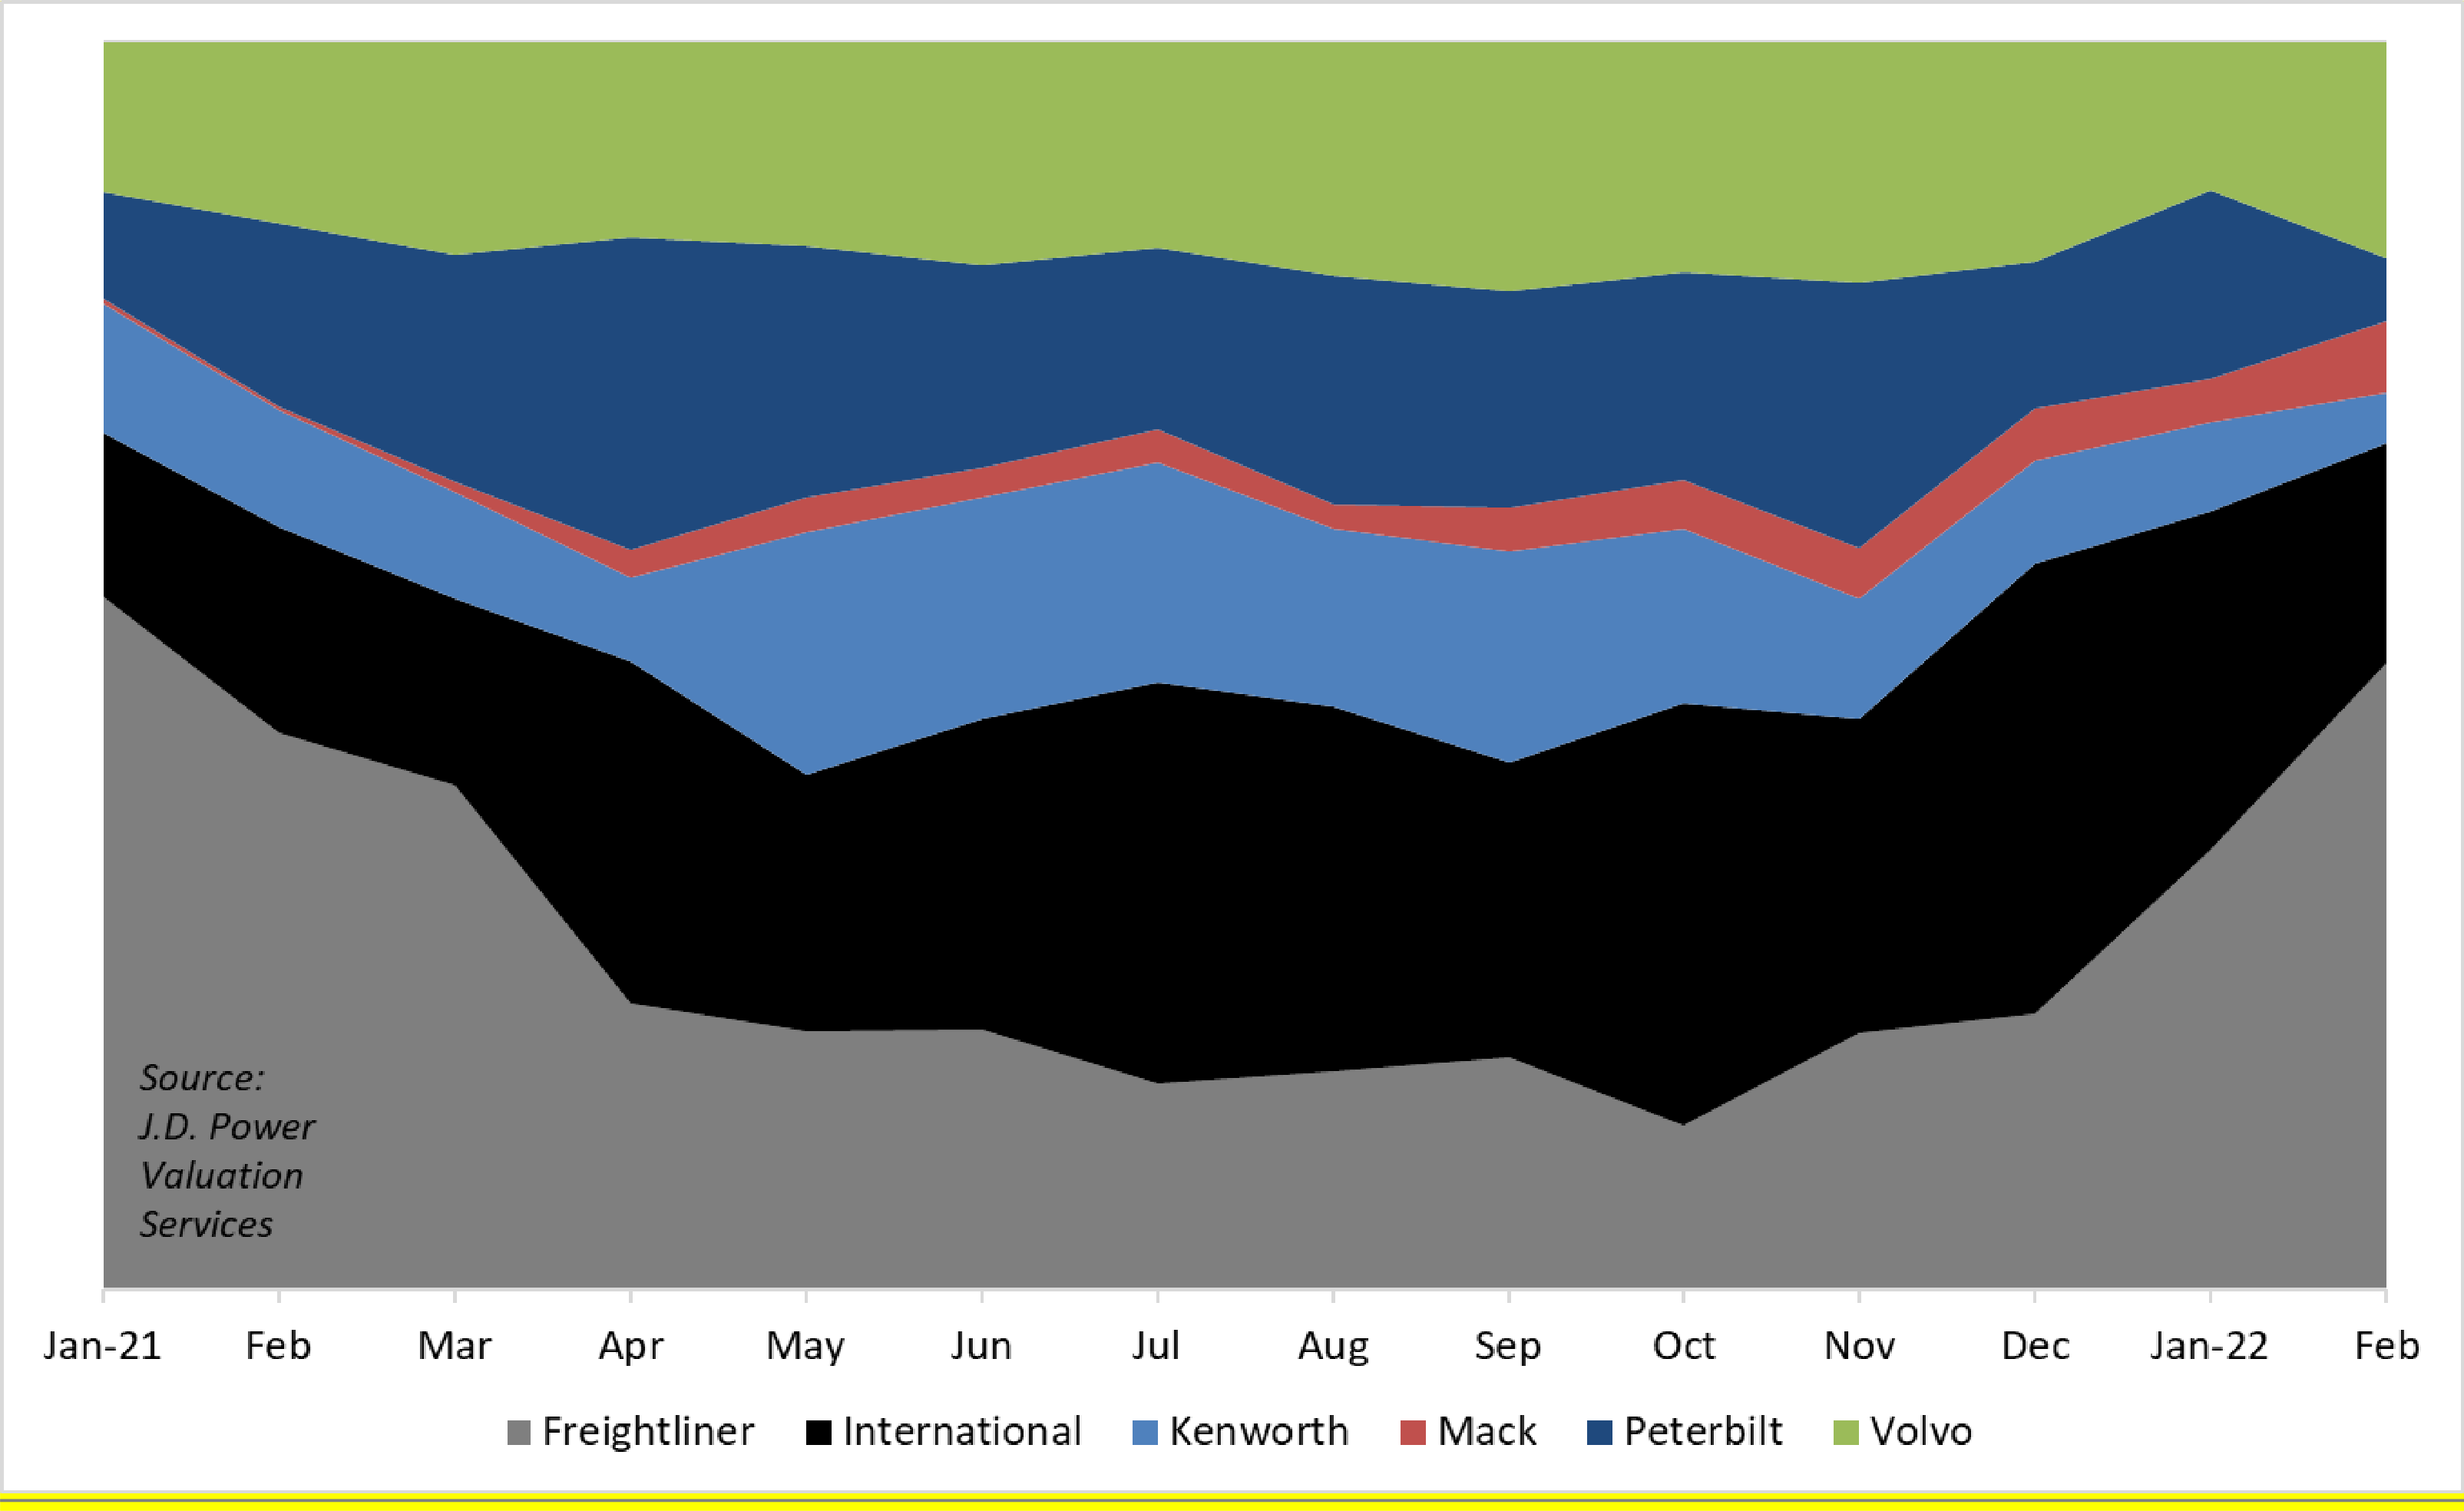 Source:
J.D. Power
Valuation
Services
Jan-21 Feb Mar Apr May Jun Jul Aug Sep Oct Nov Dec Jan-22 Feb
Freightliner International Kenworth Mack Peterbilt Volvo